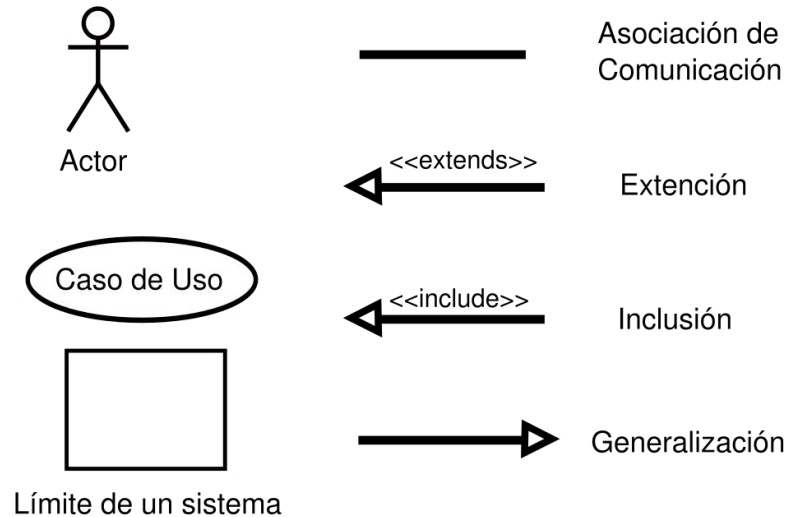 Actor
Caso de Uso
Límite de un sistema
Asociación de
Comunicación
<<extends>>
Extención
<<include>>
Inclusión
Generalización